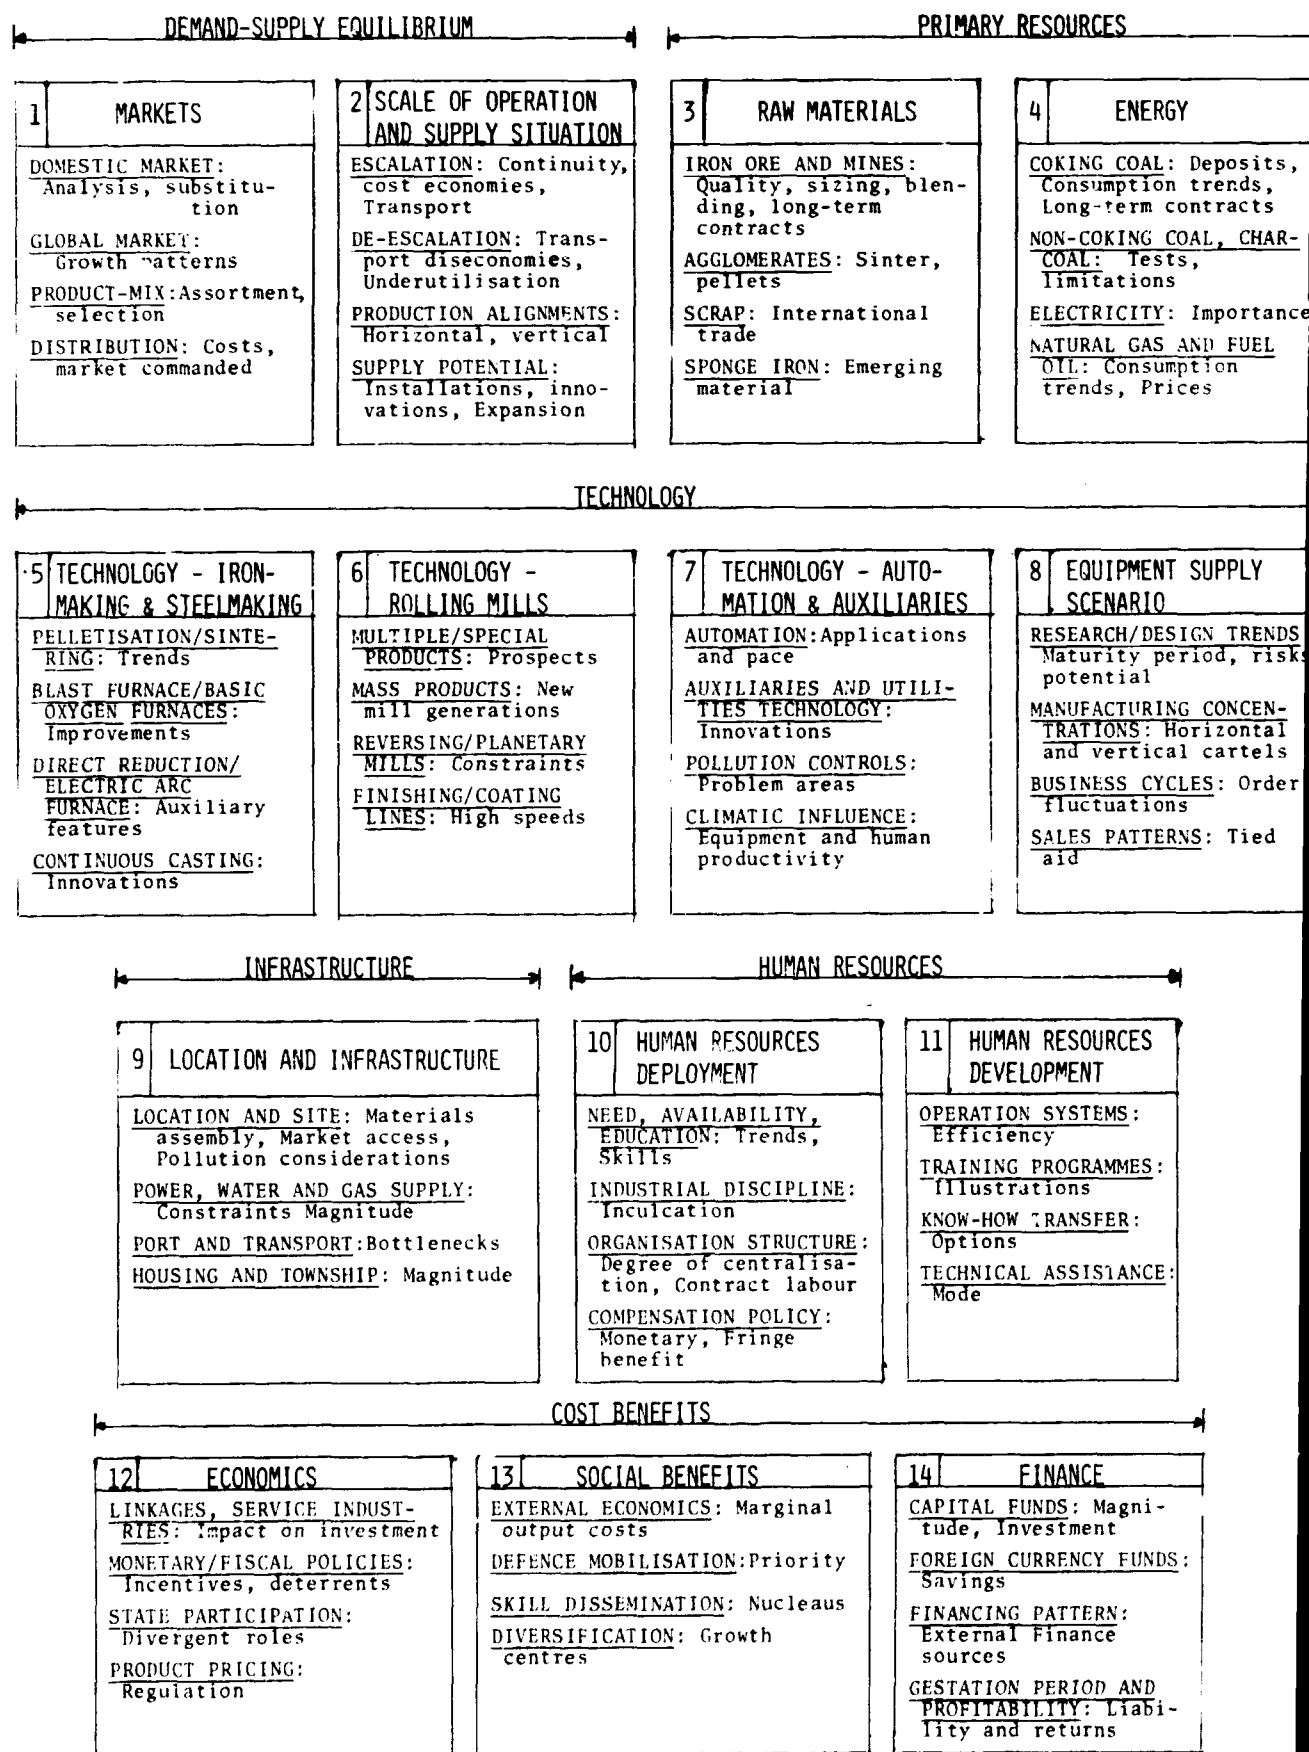 DEMAND-SUPPLY EQUILIBRIUM
PRIMARY RESOURCES
1 MARKETS
DOMESTIC MARKET:
Analysis, substitu-
tion
GLOBAL MARKET:
Growth patterns
PRODUCT-MIX:Assortment,
selection
DISTRIBUTION: Costs,
market commanded
2 SCALE OF OPERATION
AND SUPPLY SITUATION
ESCALATION: Continuity,
cost economies,
Transport
DE-ESCALATION: Trans-
port diseconomies,
Underutilisation
PRODUCTION ALIGNMENTS:
Horizontal, vertical
SUPPLY POTENTIAL:
Installations, inno-
vations, Expansion
3 RAW MATERIALS
IRON ORE AND MINES:
Quality, sizing, blen-
ding, long-term
contracts
AGGLOMERATES: Sinter,
pellets
SCRAP: International
trade
SPONGE IRON: Emerging
material
4 ENERGY
COKING COAL: Deposits,
Consumption trends,
Long-term contracts
NON-COKING COAL, CHAR-
COAL: Tests,
limitations
ELECTRICITY: Importance
NATURAL GAS AND FUEL
OIL: Consumption
trends, Prices
TECHNOLOGY
5 TECHNOLOGY - IRON-
MAKING & STEELMAKING
PELLETISATION/SINTE-
RING: Trends
BLAST FURNACE/BASIC
OXYGEN FURNACES:
Improvements
DIRECT REDUCTION/
ELECTRIC ARC
FURNACE: Auxiliary
features
CONTINUOUS CASTING:
Innovations
6 TECHNOLOGY -
ROLLING MILLS
MULTIPLE/SPECIAL
PRODUCTS: Prospects
MASS PRODUCTS: New
mill generations
REVERSING/PLANETARY
MILLS: Constraints
FINISHING/COATING
LINES: High speeds
7 TECHNOLOGY - AUTO-
MATION & AUXILIARIES
AUTOMATION:Applications
and pace
AUXILIARIES AND UTILI-
TIES TECHNOLOGY:
Innovations
POLLUTION CONTROLS:
Problem areas
CLIMATIC INFLUENCE:
Equipment and human
productivity
8 EQUIPMENT SUPPLY
SCENARIO
RESEARCH/DESIGN TRENDS
Maturity period, risks
potential
MANUFACTURING CONCEN-
TRATIONS: Horizontal
and vertical cartels
BUSINESS CYCLES: Order
fluctuations
SALES PATTERNS: Tied
aid
INFRASTRUCTURE
HUMAN RESOURCES
9 LOCATION AND INFRASTRUCTURE
LOCATION AND SITE: Materials
assembly, Market access,
Pollution considerations
POWER, WATER AND GAS SUPPLY:
Constraints Magnitude
PORT AND TRANSPORT:Bottlenecks
HOUSING AND TOWNSHIP: Magnitude
10 HUMAN RESOURCES
DEPLOYMENT
NEED, AVAILABILITY,
EDUCATION: Trends,
Skills
INDUSTRIAL DISCIPLINE:
Inculcation
ORGANISATION STRUCTURE:
Degree of centralisa-
tion, Contract labour
COMPENSATION POLICY:
Monetary, Fringe
benefit
11 HUMAN RESOURCES
DEVELOPMENT
OPERATION SYSTEMS:
Efficiency
TRAINING PROGRAMMES:
Illustrations
KNOW-HOW TRANSFER:
Options
TECHNICAL ASSISTANCE:
Mode
COST BENEFITS
12 ECONOMICS
LINKAGES, SERVICE INDUST-
RIES: Impact on investment
MONETARY/FISCAL POLICIES:
Incentives, deterrents
STATE PARTICIPATION:
Divergent roles
PRODUCT PRICING:
Regulation
13 SOCIAL BENEFITS
EXTERNAL ECONOMICS: Marginal
output costs
DEFENCE MOBILISATION:Priority
SKILL DISSEMINATION: Nucleaus
DIVERSIFICATION: Growth
centres
14 FINANCE
CAPITAL FUNDS: Magni-
tude, Investment
FOREIGN CURRENCY FUNDS:
Savings
FINANCING PATTERN:
External Finance
sources
GESTATION PERIOD AND
PROFITABILITY: Liabi-
lity and returns